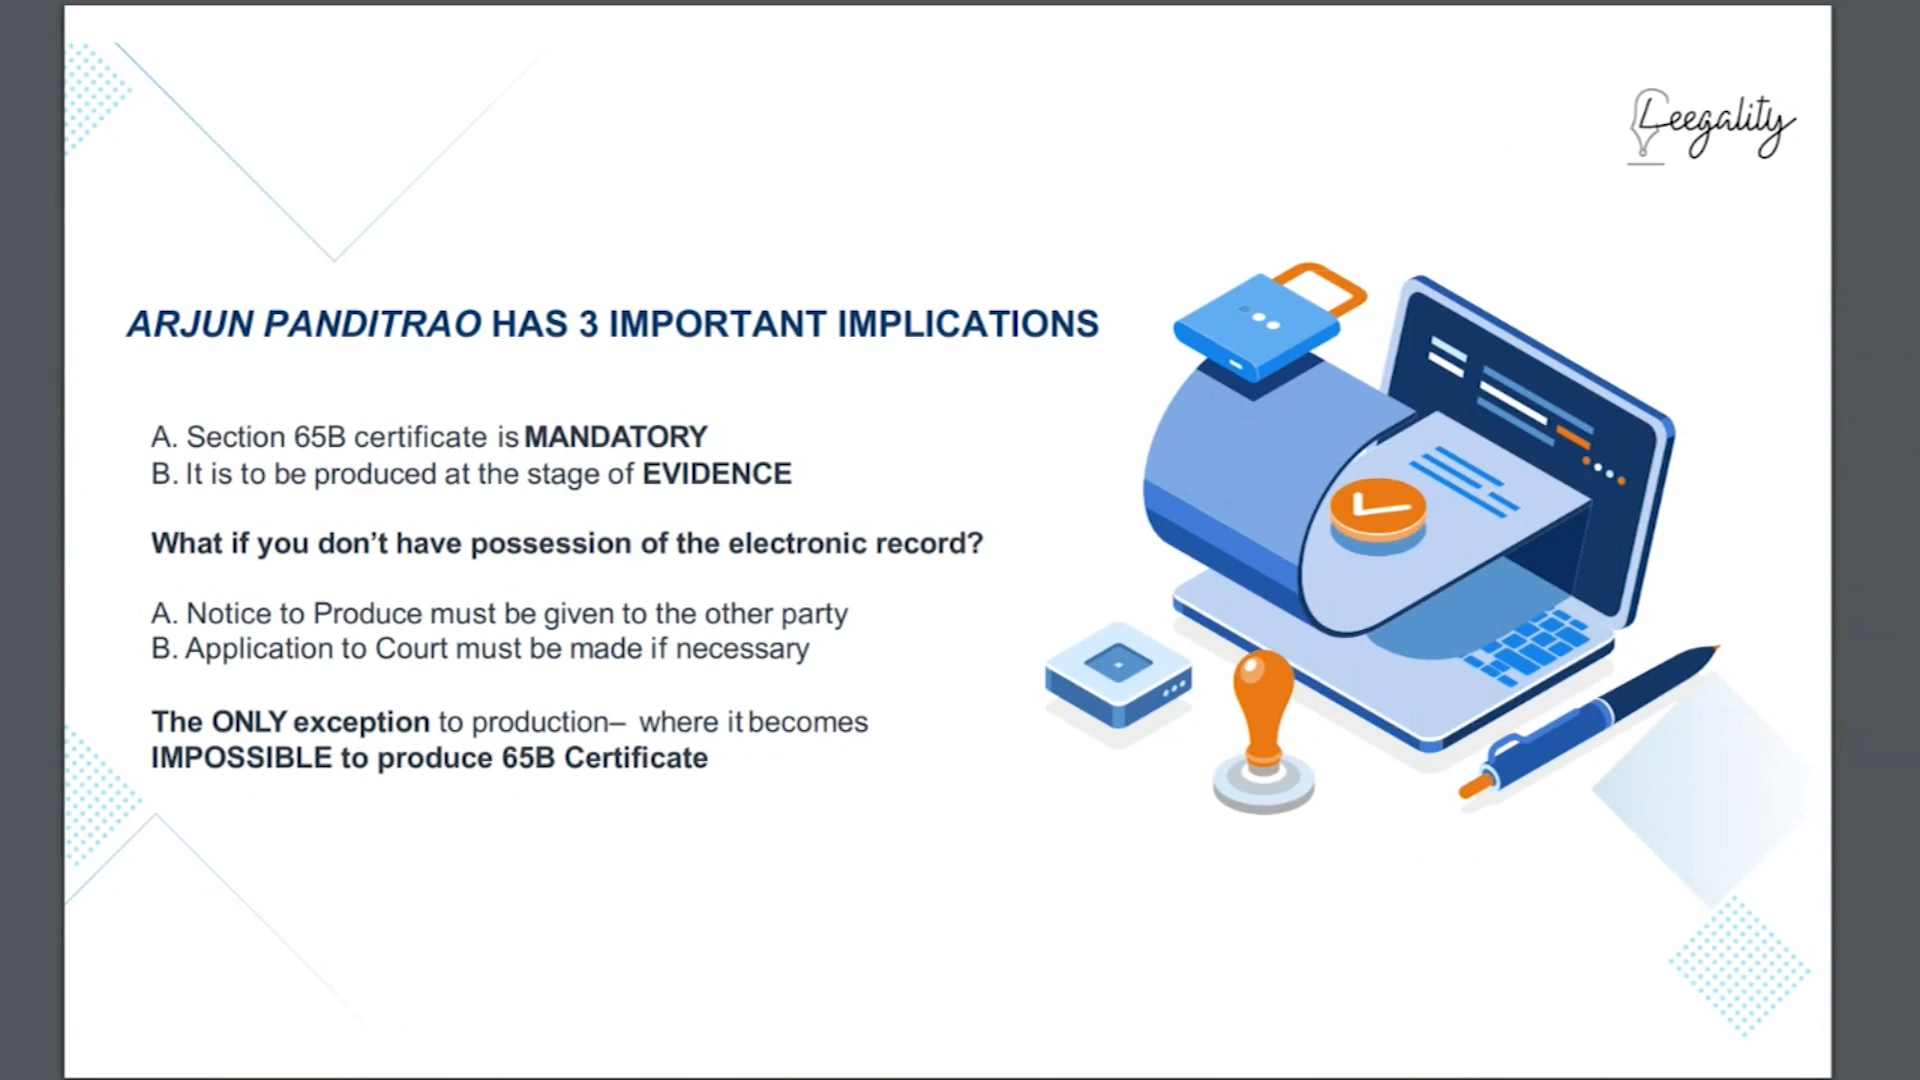 Leegality
ARJUN PANDITRAO HAS 3 IMPORTANT IMPLICATIONS
A. Section 65B certificate is MANDATORY
B. It is to be produced at the stage of EVIDENCE
What if you don’t have possession of the electronic record?
A. Notice to Produce must be given to the other party
B. Application to Court must be made if necessary
The ONLY exception to production– where it becomes
IMPOSSIBLE to produce 65B Certificate